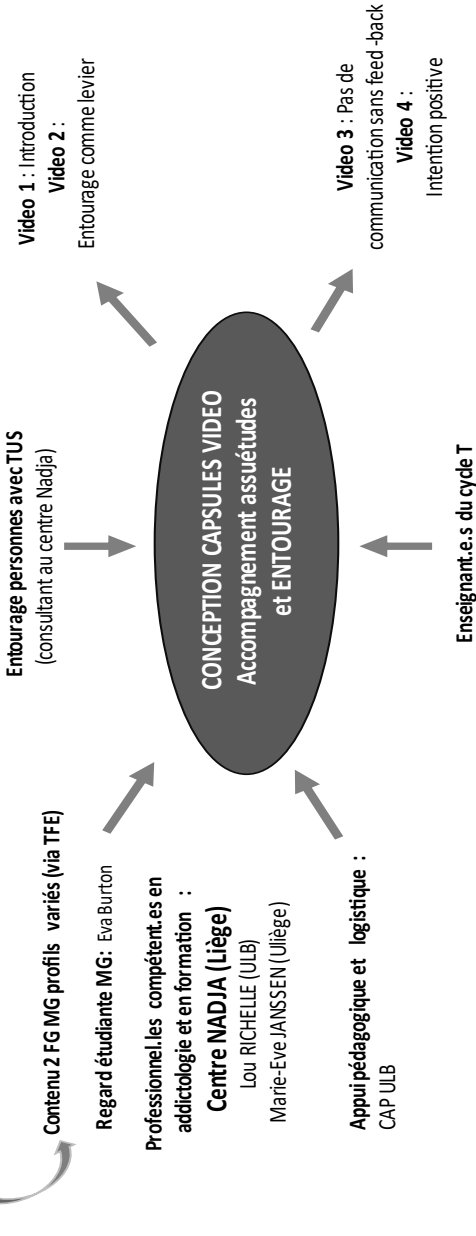 Contenu 2 FG MG profils variés (via TFE)
Regard étudiante MG: Eva Burton
Professionnel.les compétent.es en
addictologie et en formation :
Centre NADJA (Liège)
Lou RICHELLE (ULB)
Marie-Eve JANSSEN (Uliège)
Appui pédagogique et logistique :
CAP ULB
Entourage personnes avec TUS
(consultant au centre Nadja)
CONCEPTION CAPSULES VIDEO
Accompagnement assuétudes
et ENTOURAGE
Enseignant.e.s du cycle T
Video 1 : Introduction
Video 2 :
Entourage comme levier
Video 3 : Pas de
communication sans feed-back
Video 4 :
Intention positive